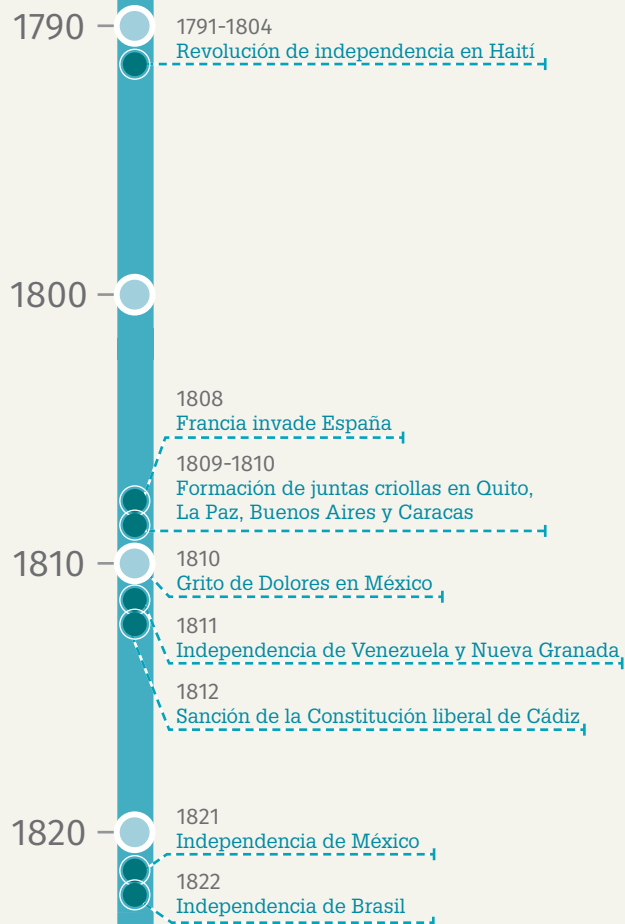 1790
1791-1804
Revolución de independencia en Haití
1800
1808
Francia invade España
1809-1810
Formación de juntas criollas en Quito,
La Paz, Buenos Aires y Caracas
1810
1810
Grito de Dolores en México
1811
Independencia de Venezuela y Nueva Granada
1812
Sanción de la Constitución liberal de Cádiz
1820
1821
Independencia de México
1822
Independencia de Brasil